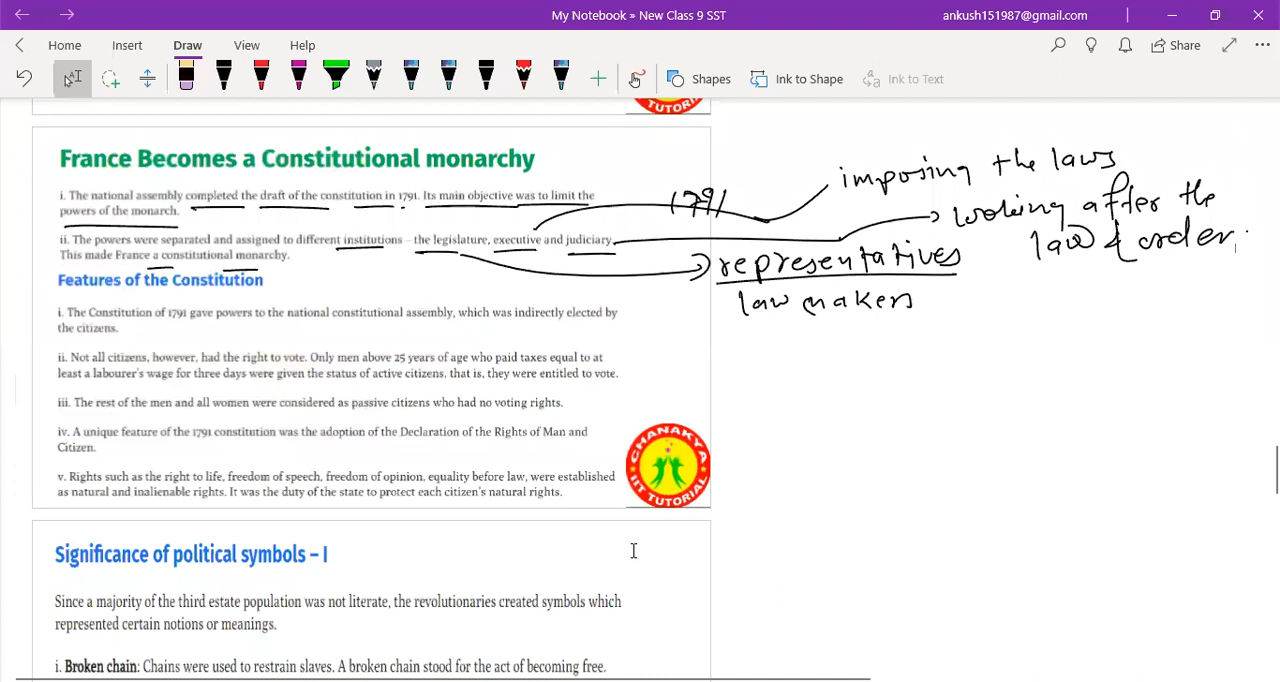 My Notebook » New Class 9 SST
ankush151987@gmail.com
Home Insert Draw View Help
Share
Shapes
Ink to Shape
Ink to Text
TUTORIAL
France Becomes a Constitutional monarchy
i. The national assembly completed the draft of the constitution in 1791. Its main objective was to limit the
powers of the monarch.
ii. The powers were separated and assigned to different institutions – the legislature, executive and judiciary.
This made France a constitutional monarchy.
1791
imposing the laws
looking after the
law & order.
representatives
law makers
Features of the Constitution
i. The Constitution of 1791 gave powers to the national constitutional assembly, which was indirectly elected by
the citizens.
ii. Not all citizens, however, had the right to vote. Only men above 25 years of age who paid taxes equal to at
least a labourer's wage for three days were given the status of active citizens, that is, they were entitled to vote.
iii. The rest of the men and all women were considered as passive citizens who had no voting rights.
iv. A unique feature of the 1791 constitution was the adoption of the Declaration of the Rights of Man and
Citizen.
v. Rights such as the right to life, freedom of speech, freedom of opinion, equality before law, were established
as natural and inalienable rights. It was the duty of the state to protect each citizen's natural rights.
CHANAKYA
IIT TUTORIAL
Significance of political symbols – I
Since a majority of the third estate population was not literate, the revolutionaries created symbols which
represented certain notions or meanings.
i. Broken chain: Chains were used to restrain slaves. A broken chain stood for the act of becoming free.